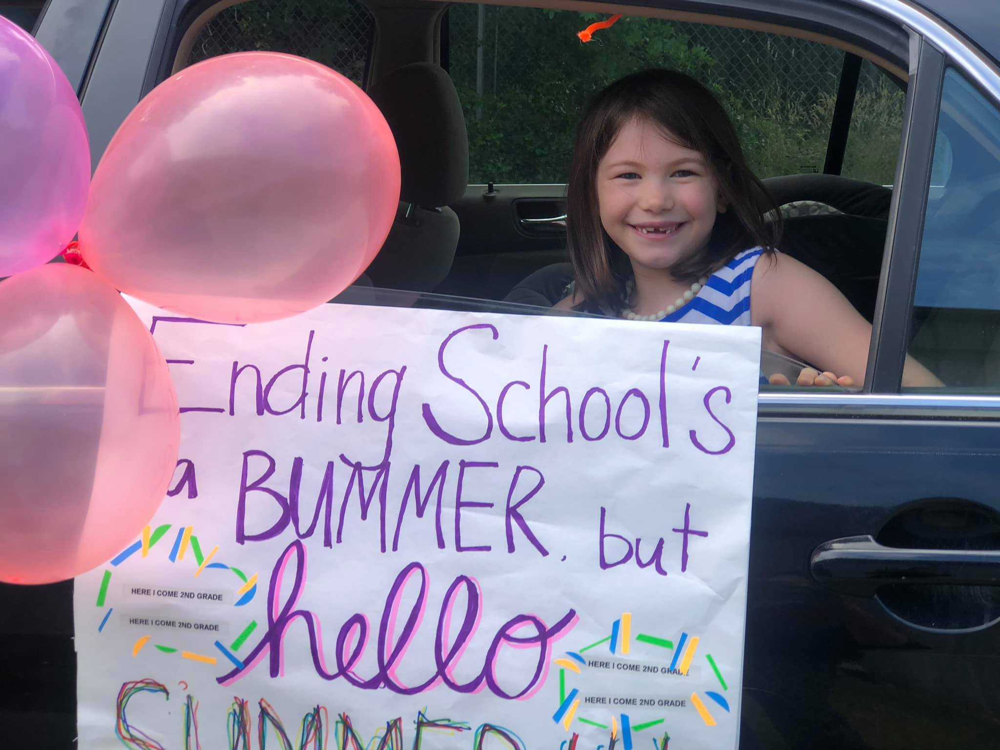 Ending School's
a BUMMER, but
HERE I COME 2ND GRADE
HERE I COME 2ND GRADE
hello
HERE I COME 2ND GRADE
HERE I COME 2ND GRADE
SUMMER!!